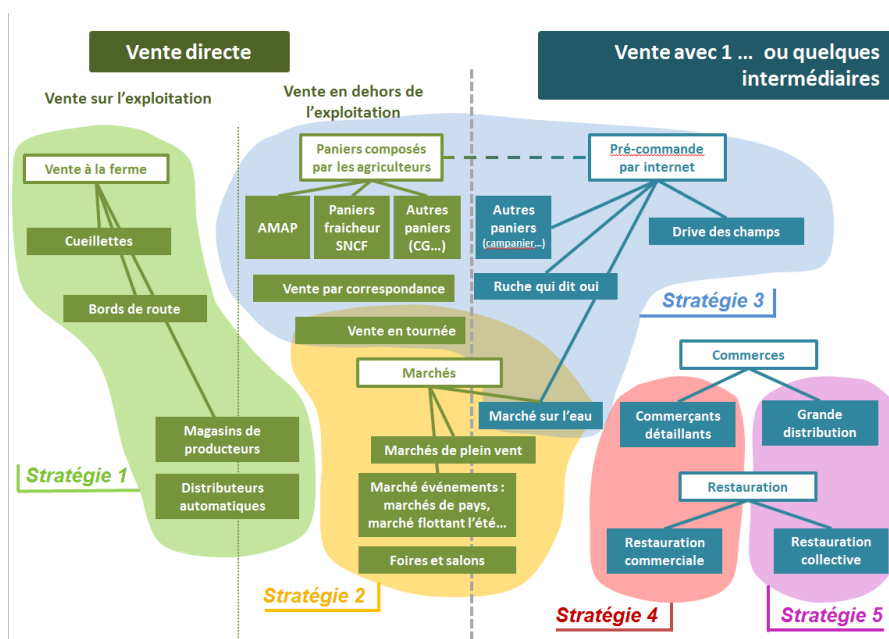 Vente directe
Vente avec 1 ... ou quelques
intermédiaires
Vente sur l'exploitation
Vente en dehors de
l'exploitation
Vente à la ferme
Cueillettes
Bords de route
Magasins de
producteurs
Distributeurs
automatiques
Stratégie 1
Paniers composés
par les agriculteurs
AMAP
Paniers
fraicheur
SNCF
Autres
paniers
(CG...)
Vente par correspondance
Vente en tournée
Marchés
Marchés de plein vent
Marché événements :
marchés de pays,
marché flottant l'été...
Foires et salons
Stratégie 2
Pré-commande
par internet
Autres
paniers
(campanier...)
Drive des champs
Ruche qui dit oui
Marché sur l'eau
Stratégie 3
Commerces
Commerçants
détaillants
Grande
distribution
Restauration
Restauration
commerciale
Restauration
collective
Stratégie 4
Stratégie 5